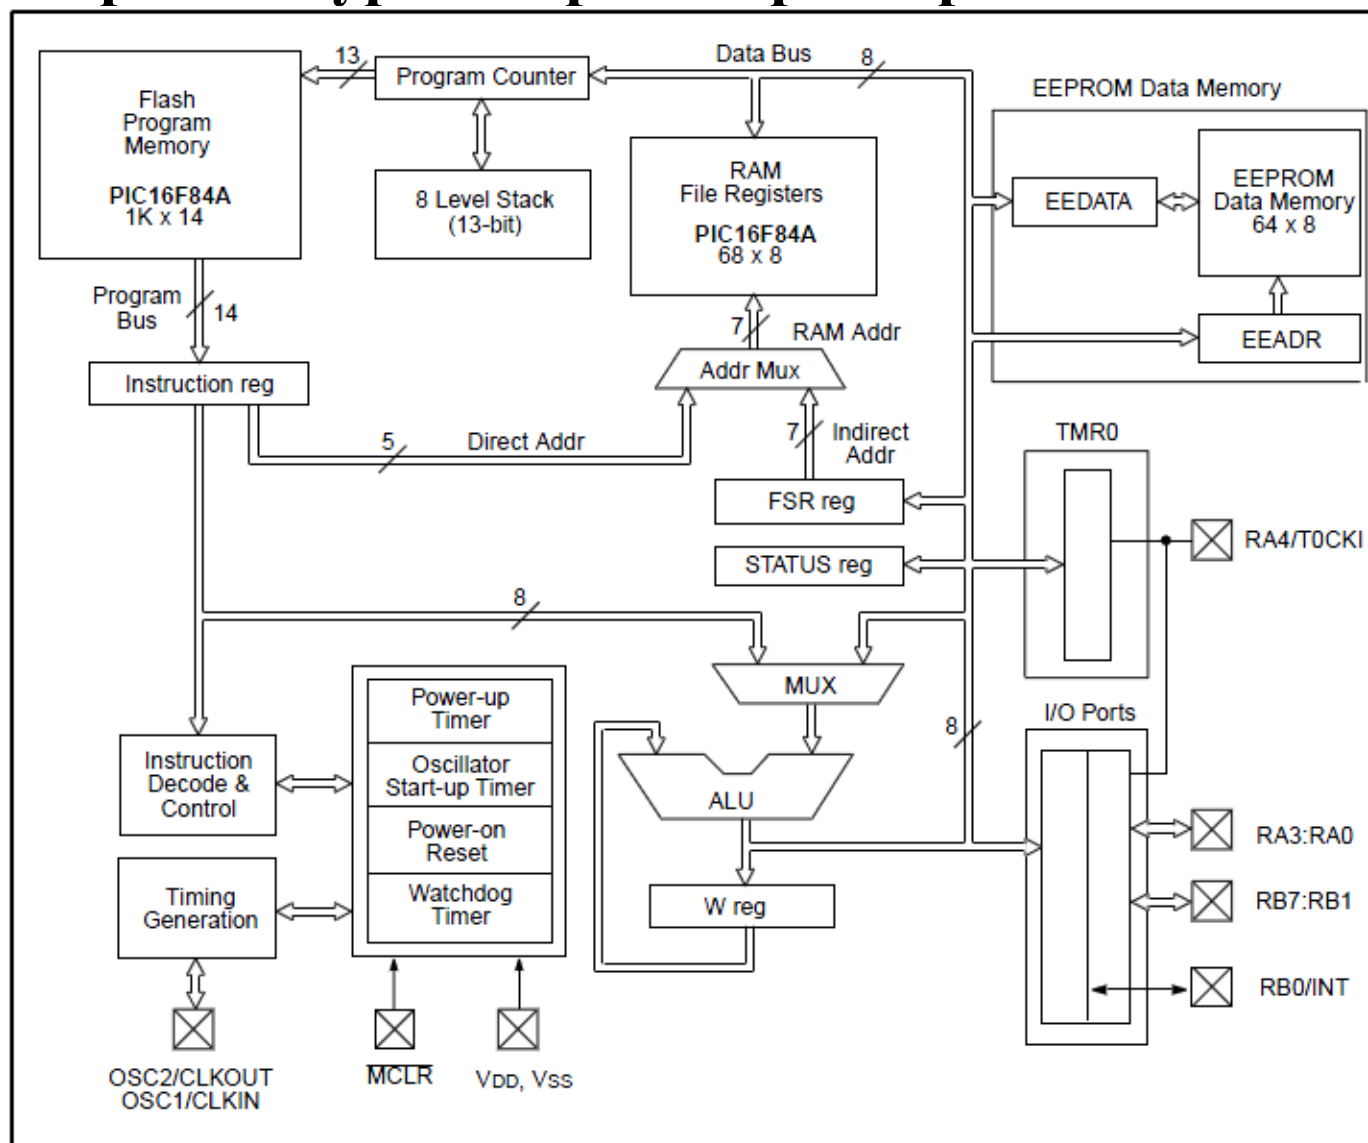 13
Program Counter
Data Bus
8
EEPROM Data Memory
Flash
Program
Memory
PIC16F84A
1K x 14
8 Level Stack
(13-bit)
RAM
File Registers
PIC16F84A
68 x 8
EEDATA
EEPROM
Data Memory
64 x 8
Program
Bus
14
7
RAM Addr
EEADR
Instruction reg
Addr Mux
5
Direct Addr
7
Indirect
Addr
TMR0
FSR reg
RA4/T0CKI
STATUS reg
8
MUX
Power-up
Timer
I/O Ports
8
Instruction
Decode &
Control
Oscillator
Start-up Timer
ALU
Power-on
Reset
RA3:RA0
Timing
Generation
Watchdog
Timer
W reg
RB7:RB1
RB0/INT
OSC2/CLKOUT
OSC1/CLKIN
MCLR
VDD, VSS